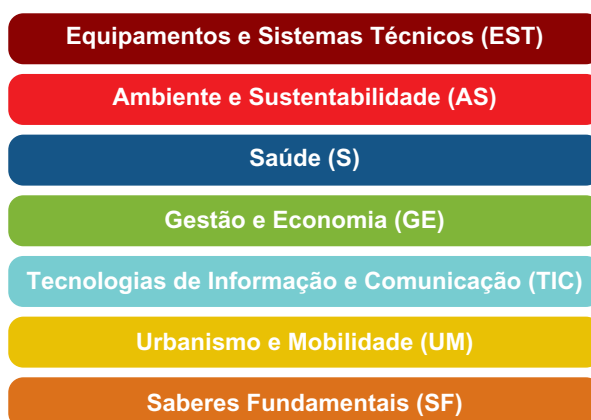 Equipamentos e Sistemas Técnicos (EST)
Ambiente e Sustentabilidade (AS)
Saúde (S)
Gestão e Economia (GE)
Tecnologias de Informação e Comunicação (TIC)
Urbanismo e Mobilidade (UM)
Saberes Fundamentais (SF)